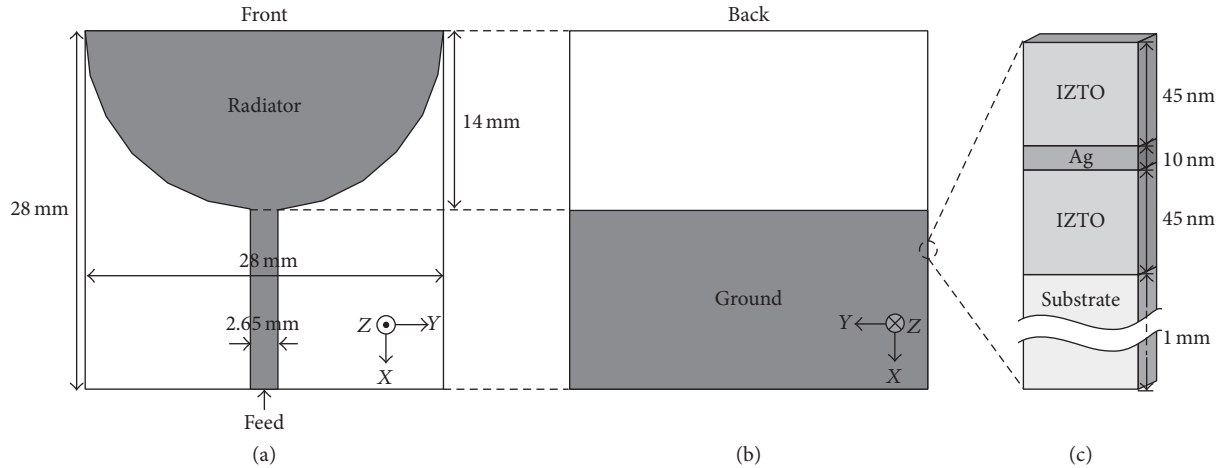 Front
Back
Radiator
14 mm
28 mm
28 mm
2.65 mm
Z
Y
X
Feed
(a)
Ground
Y
Z
X
(b)
IZTO
45 nm
Ag
10 nm
IZTO
45 nm
Substrate
1 mm
(c)